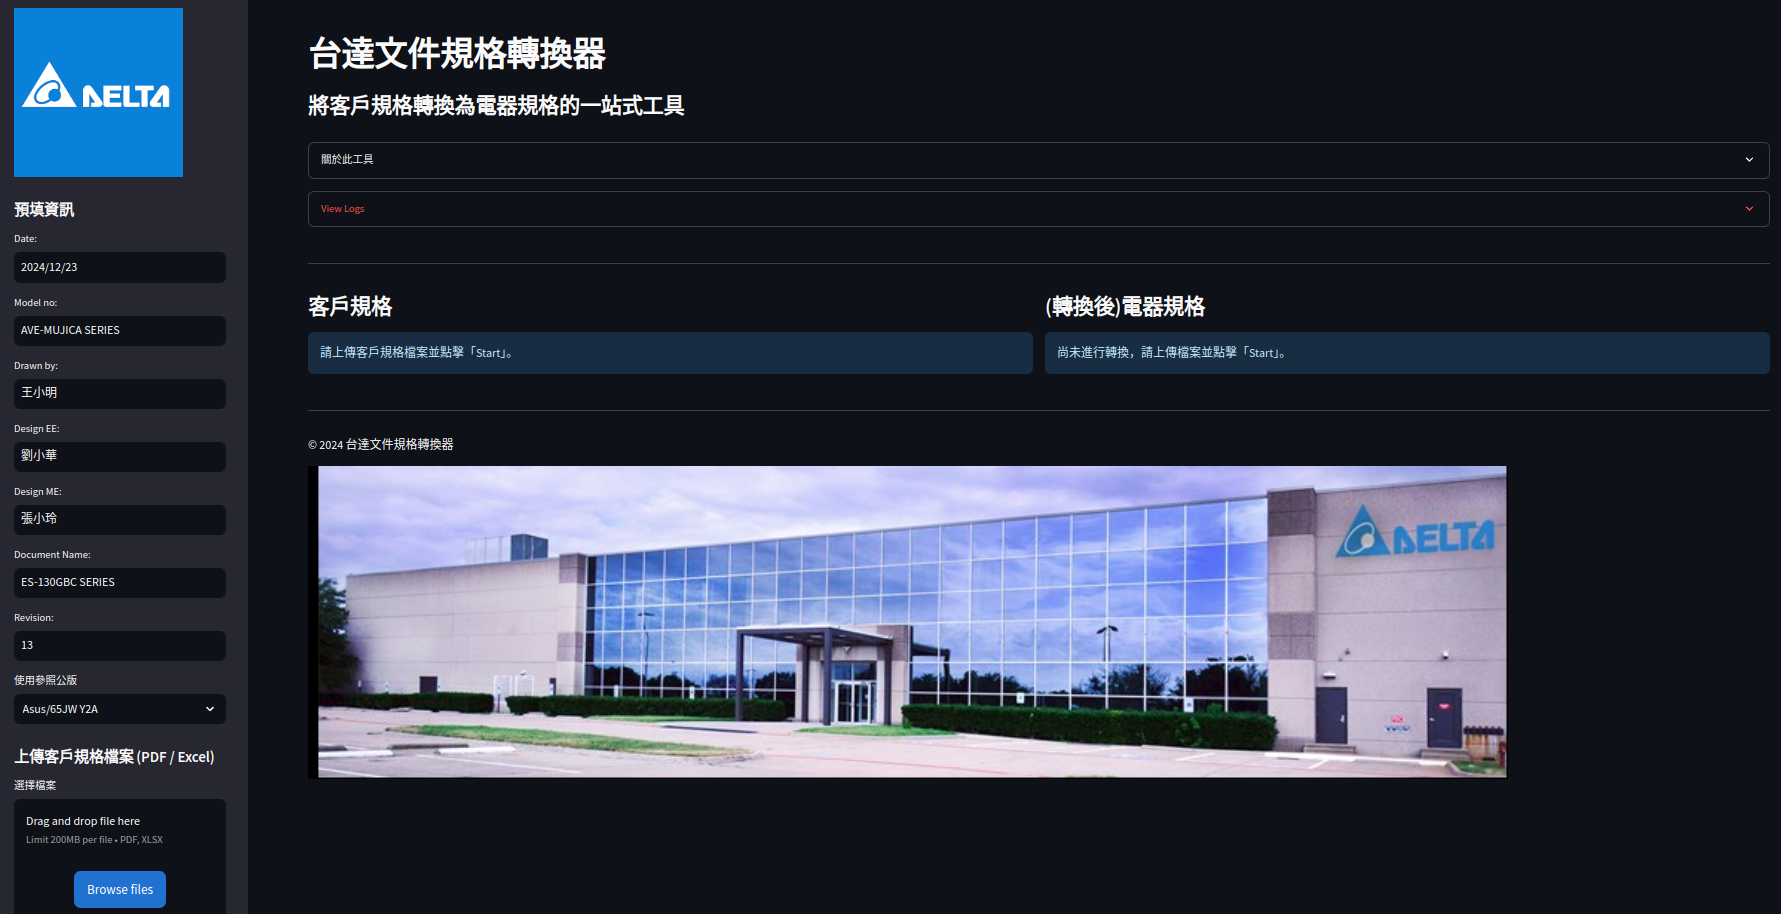 DELTA
預填資訊
Date:
2024/12/23
Model no:
AVE-MUJICA SERIES
Drawn by:
王小明
Design EE:
劉小華
Design ME:
張小玲
Document Name:
ES-130GBC SERIES
Revision:
13
使用參照公版
Asus/65JW Y2A
上傳客戶規格檔案 (PDF / Excel)
選擇檔案
Drag and drop file here
Limit 200MB per file • PDF, XLSX
Browse files
台達文件規格轉換器
將客戶規格轉換為電器規格的一站式工具
關於此工具
View Logs
客戶規格
請上傳客戶規格檔案並點擊「Start」。
(轉換後)電器規格
尚未進行轉換，請上傳檔案並點擊「Start」。
© 2024 台達文件規格轉換器
DELTA